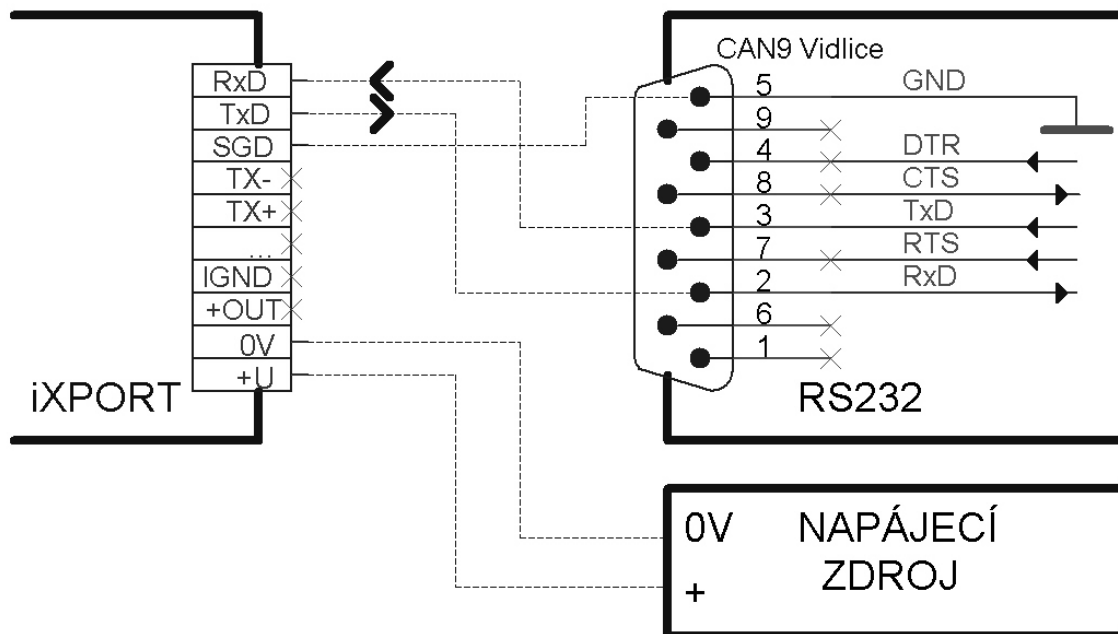 RxD
TxD
SGD
TX-
TX+
...
IGND
+OUT
0V
+U
iXPORT
CAN9 Vidlice
5 GND
9
4 DTR
8 CTS
3 TxD
7 RTS
2 RxD
6
1
RS232
0V NAPÁJECÍ
ZDROJ
+